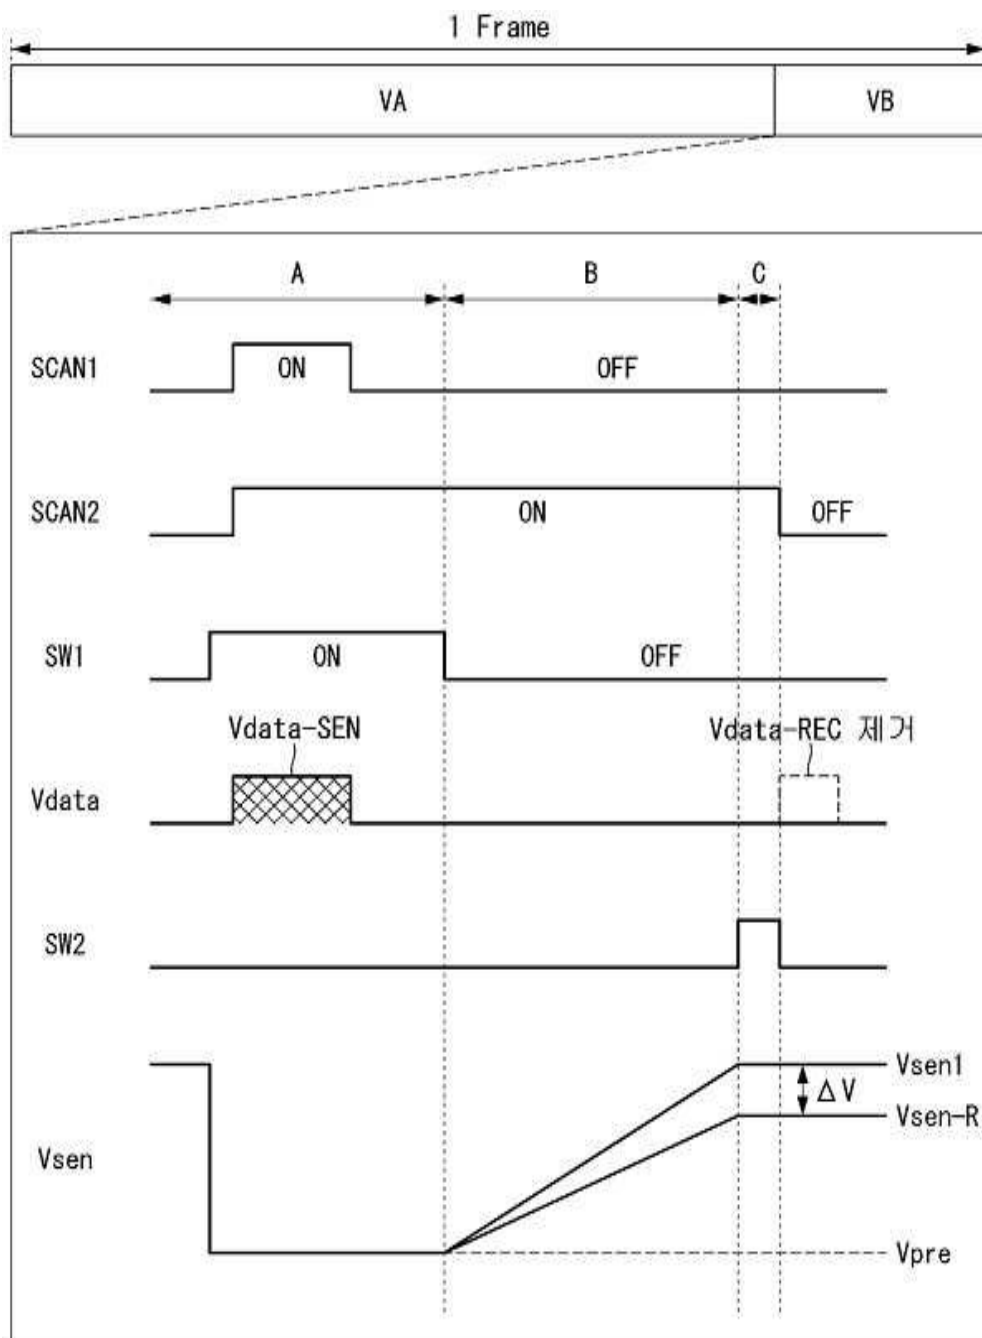 1 Frame
VA VB
A B C
SCAN1 ON OFF
SCAN2 ON OFF
SW1 ON OFF
Vdata-SEN Vdata-REC 제거
Vdata
SW2
Vsen1
ΔV
Vsen-R
Vsen
Vpre